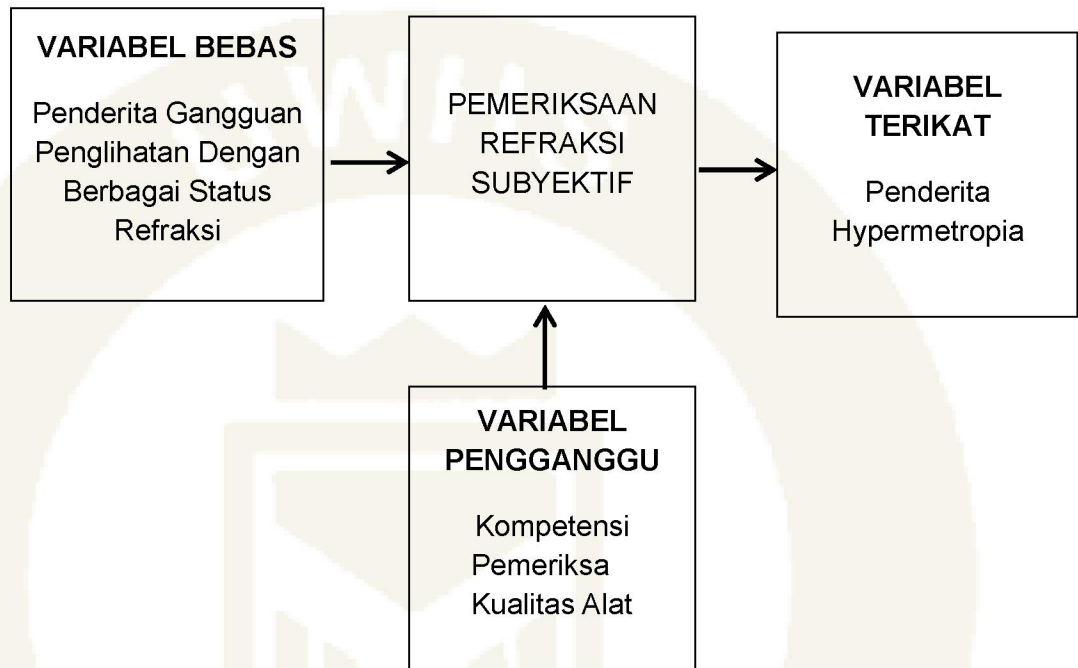 VARIABEL BEBAS
Penderita Gangguan
Penglihatan Dengan
Berbagai Status
Refraksi
PEMERIKSAAN
REFRAKSI
SUBYEKTIF
VARIABEL
TERIKAT
Penderita
Hypermetropia
VARIABEL
PENGGANGGU
Kompetensi
Pemeriksa
Kualitas Alat